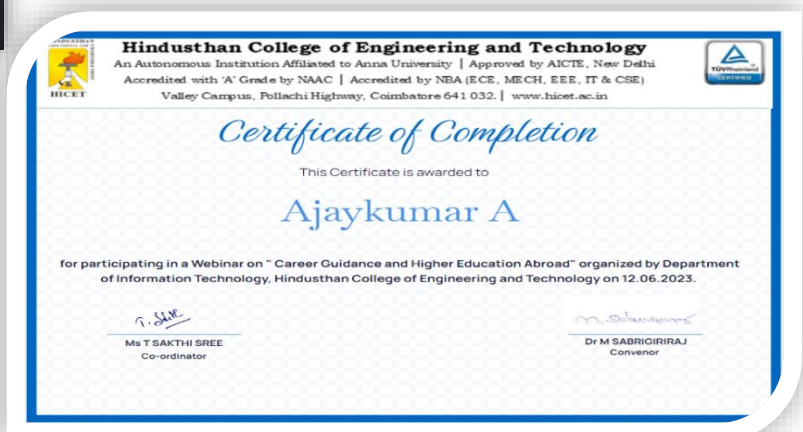 Hindusthan College of Engineering and Technology
An Autonomous Institution Affiliated to Anna University | Approved by AICTE, New Delhi
Accredited with 'A' Grade by NAAC | Accredited by NBA (ECE, MECH, EEE, IT & CSE)
Valley Campus, Pollachi Highway, Coimbatore 641 032. | www.hicet.ac.in
HICET
TÜVRheinland
CERTIFIED
Certificate of Completion
This Certificate is awarded to
Ajaykumar A
for participating in a Webinar on " Career Guidance and Higher Education Abroad" organized by Department
of Information Technology, Hindusthan College of Engineering and Technology on 12.06.2023.
Ms T SAKTHI SREE
Co-ordinator
Dr M SABRIGIRIRAJ
Convenor